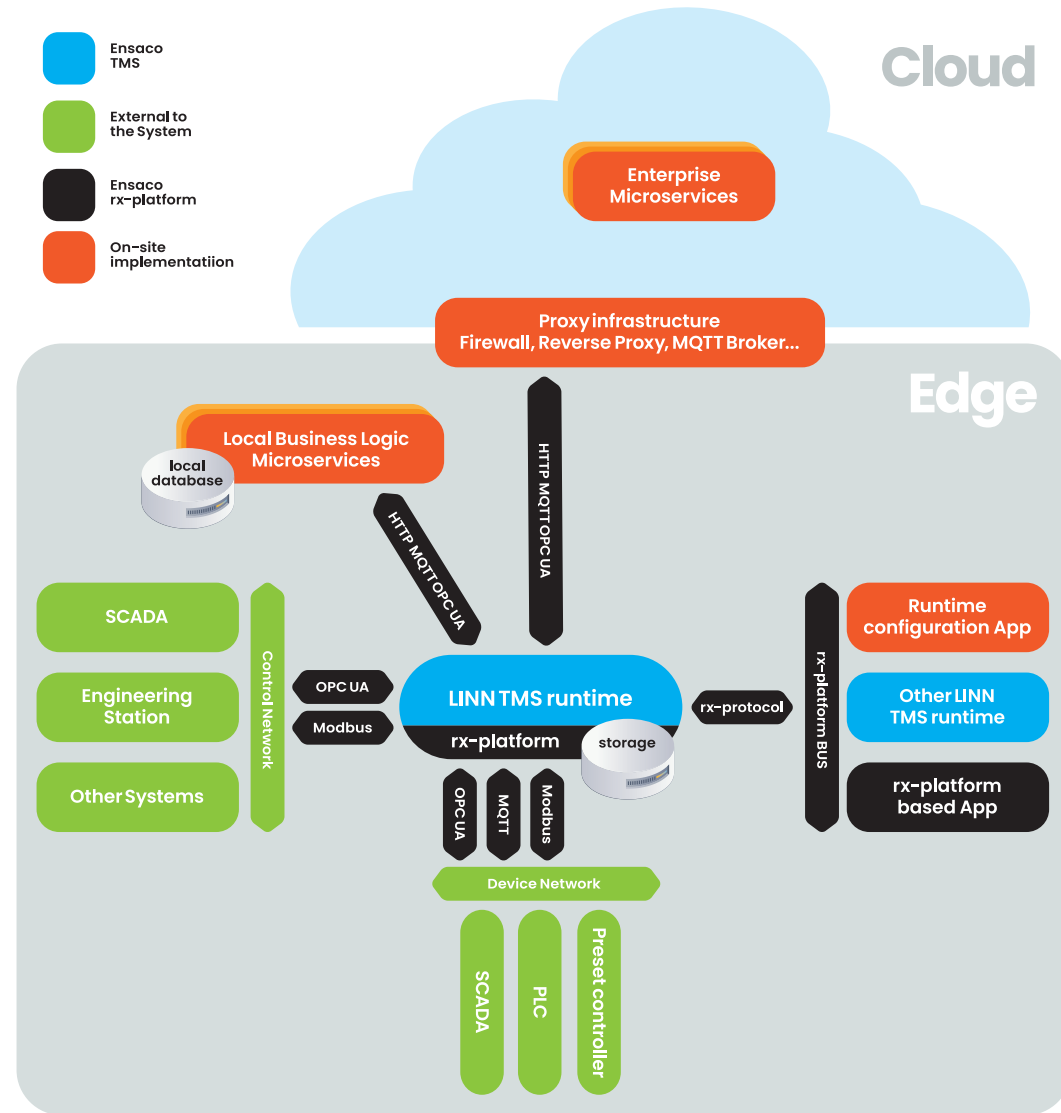 Ensaco
TMS
External to
the System
Ensaco
rx-platform
On-site
implementatiion
Cloud
Enterprise
Microservices
Proxy infrastructure
Firewall, Reverse Proxy, MQTT Broker...
Edge
Local Business Logic
Microservices
local
database
HTTP MQTT OPC UA
HTTP MQTT OPC UA
SCADA
Engineering
Station
Other Systems
Control Network
OPC UA
Modbus
LINN TMS runtime
rx-platform
storage
rx-protocol
rx-platform BUS
Runtime
configuration App
Other LINN
TMS runtime
rx-platform
based App
OPC UA
MQTT
Modbus
Device Network
SCADA
PLC
Preset controller